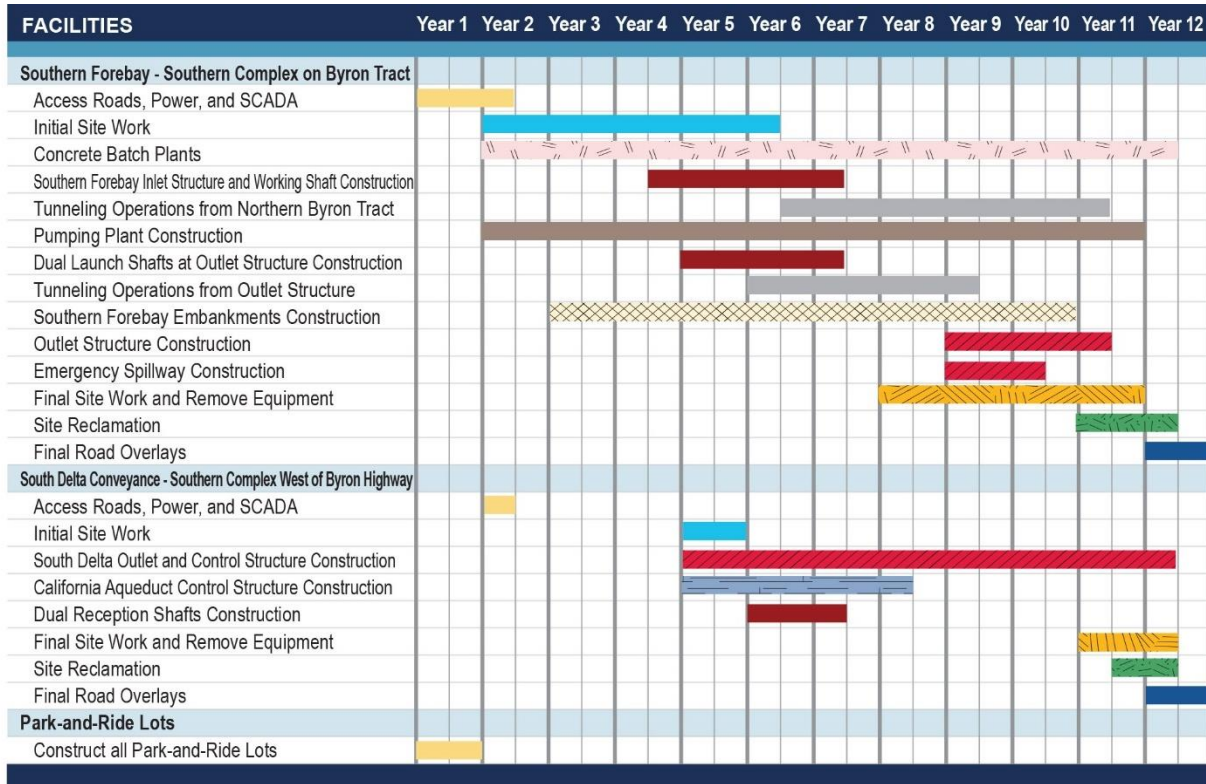 FACILITIES Year 1 Year 2 Year 3 Year 4 Year 5 Year 6 Year 7 Year 8 Year 9 Year 10 Year 11 Year 12
Southern Forebay - Southern Complex on Byron Tract
Access Roads, Power, and SCADA
Initial Site Work
Concrete Batch Plants
Southern Forebay Inlet Structure and Working Shaft Construction
Tunneling Operations from Northern Byron Tract
Pumping Plant Construction
Dual Launch Shafts at Outlet Structure Construction
Tunneling Operations from Outlet Structure
Southern Forebay Embankments Construction
Outlet Structure Construction
Emergency Spillway Construction
Final Site Work and Remove Equipment
Site Reclamation
Final Road Overlays
South Delta Conveyance - Southern Complex West of Byron Highway
Access Roads, Power, and SCADA
Initial Site Work
South Delta Outlet and Control Structure Construction
California Aqueduct Control Structure Construction
Dual Reception Shafts Construction
Final Site Work and Remove Equipment
Site Reclamation
Final Road Overlays
Park-and-Ride Lots
Construct all Park-and-Ride Lots